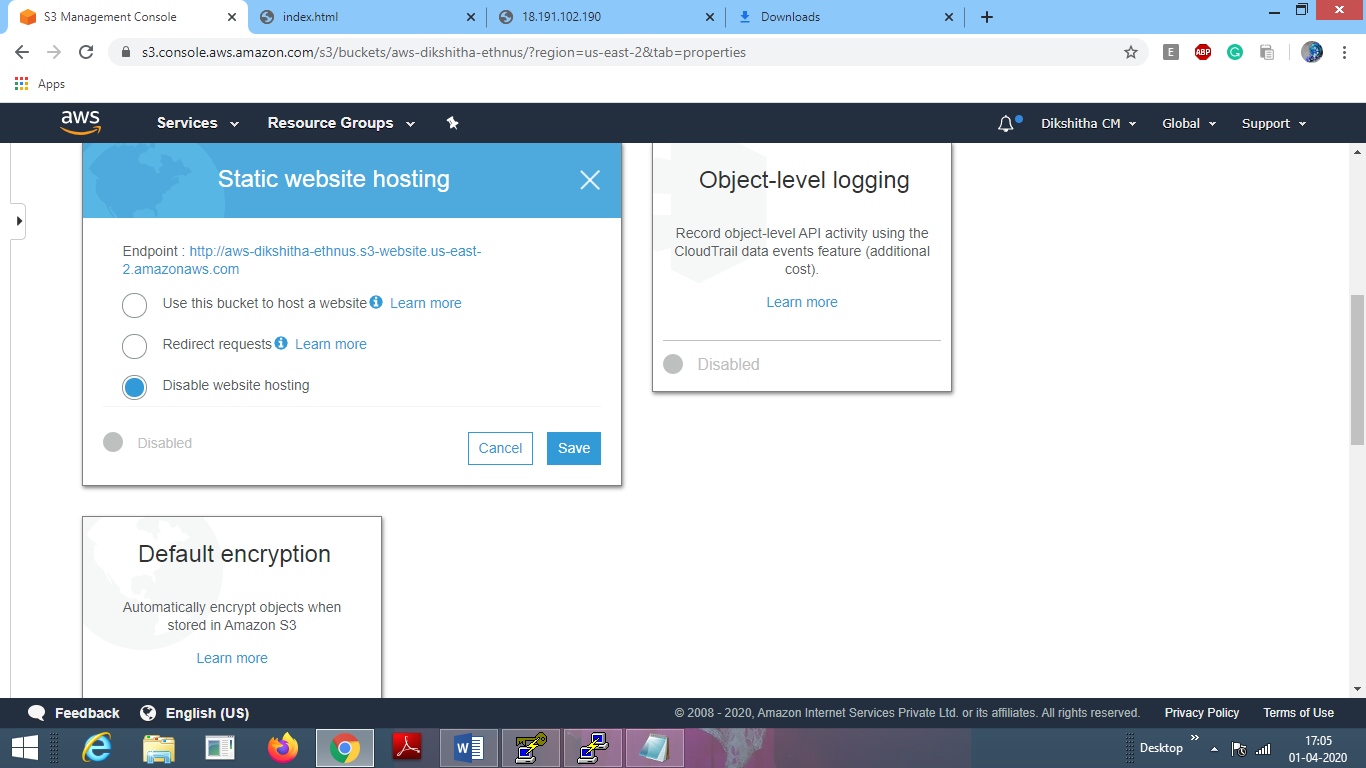 S3 Management Console
index.html
18.191.102.190
Downloads
s3.console.aws.amazon.com/s3/buckets/aws-dikshitha-ethnus/?region=us-east-2&tab=properties
E
ABP
G
Apps
aws
Services
Resource Groups
Dikshitha CM
Global
Support
Static website hosting
Endpoint : http://aws-dikshitha-ethnus.s3-website.us-east-
2.amazonaws.com
Use this bucket to host a website Learn more
Redirect requests Learn more
Disable website hosting
Disabled
Cancel
Save
Object-level logging
Record object-level API activity using the
CloudTrail data events feature (additional
cost).
Learn more
Disabled
Default encryption
Automatically encrypt objects when
stored in Amazon S3
Learn more
Feedback
English (US)
© 2008 - 2020, Amazon Internet Services Private Ltd. or its affiliates. All rights reserved.
Privacy Policy
Terms of Use
Desktop
17:05
01-04-2020